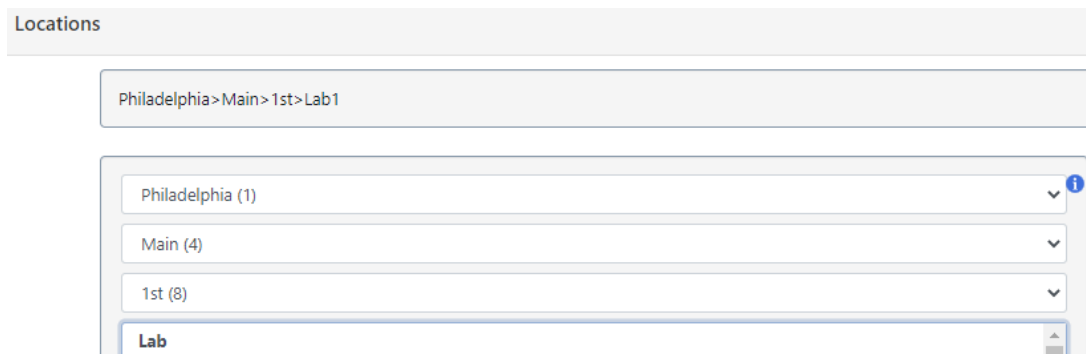 Locations
Philadelphia>Main>1st>Lab1
Philadelphia (1)
Main (4)
1st (8)
Lab